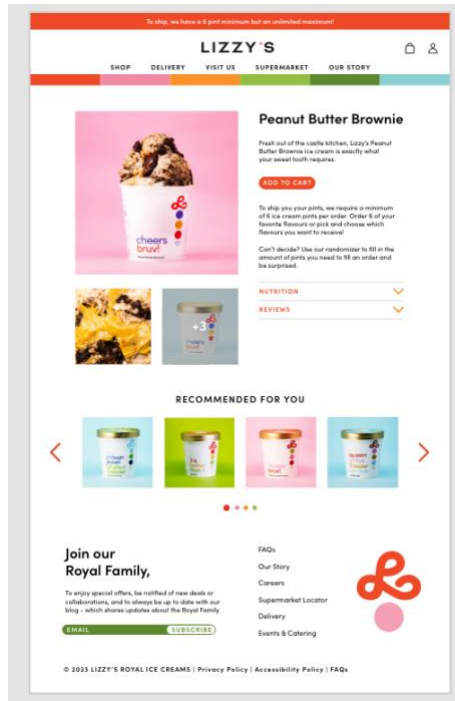 To ship, we have a 6 pint minimum but an unlimited maximum!
LIZZY'S
SHOP DELIVERY VISIT US SUPERMARKET OUR STORY
Peanut Butter Brownie
Fresh out of the castle kitchen, Lizzy's Peanut
Butter Brownie ice cream is exactly what
your sweet tooth requires.
ADD TO CART
To ship you your pints, we require a minimum
of 6 ice cream pints per order. Order 6 of your
favorite flavours or pick and choose which
flavours you want to receive!
Can't decide? Use our randomizer to fill in the
amount of pints you need to fill an order and
be surprised.
NUTRITION
REVIEWS
cheers
bruv!
+3
RECOMMENDED FOR YOU
Join our
Royal Family,
To enjoy special offers, be notified of new deals or
collaborations, and to always be up to date with our
blog - which shares updates about the Royal Family
EMAIL SUBSCRIBE
FAQs
Our Story
Careers
Supermarket Locator
Delivery
Events & Catering
© 2023 LIZZY'S ROYAL ICE CREAMS | Privacy Policy | Accessibility Policy | FAQs